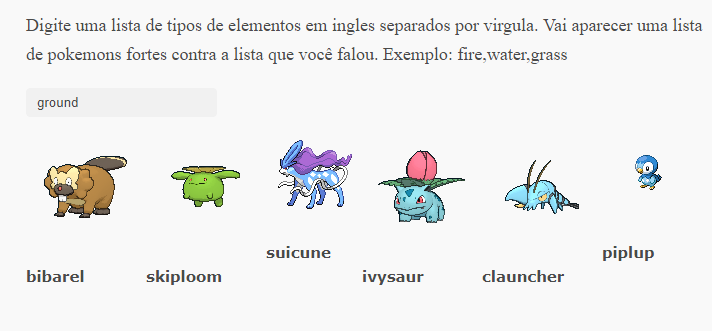 Digite uma lista de tipos de elementos em ingles separados por virgula. Vai aparecer uma lista
de pokemons fortes contra a lista que você falou. Exemplo: fire,water,grass
ground
bibarel
skiploom
suicune
ivysaur
clauncher
piplup